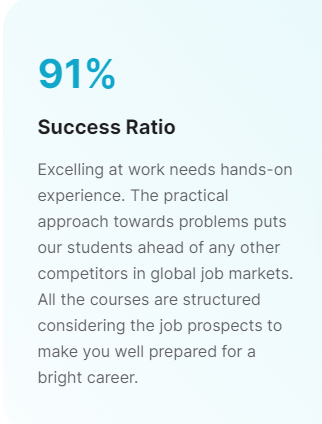 91%
Success Ratio
Excelling at work needs hands-on
experience. The practical
approach towards problems puts
our students ahead of any other
competitors in global job markets.
All the courses are structured
considering the job prospects to
make you well prepared for a
bright career.